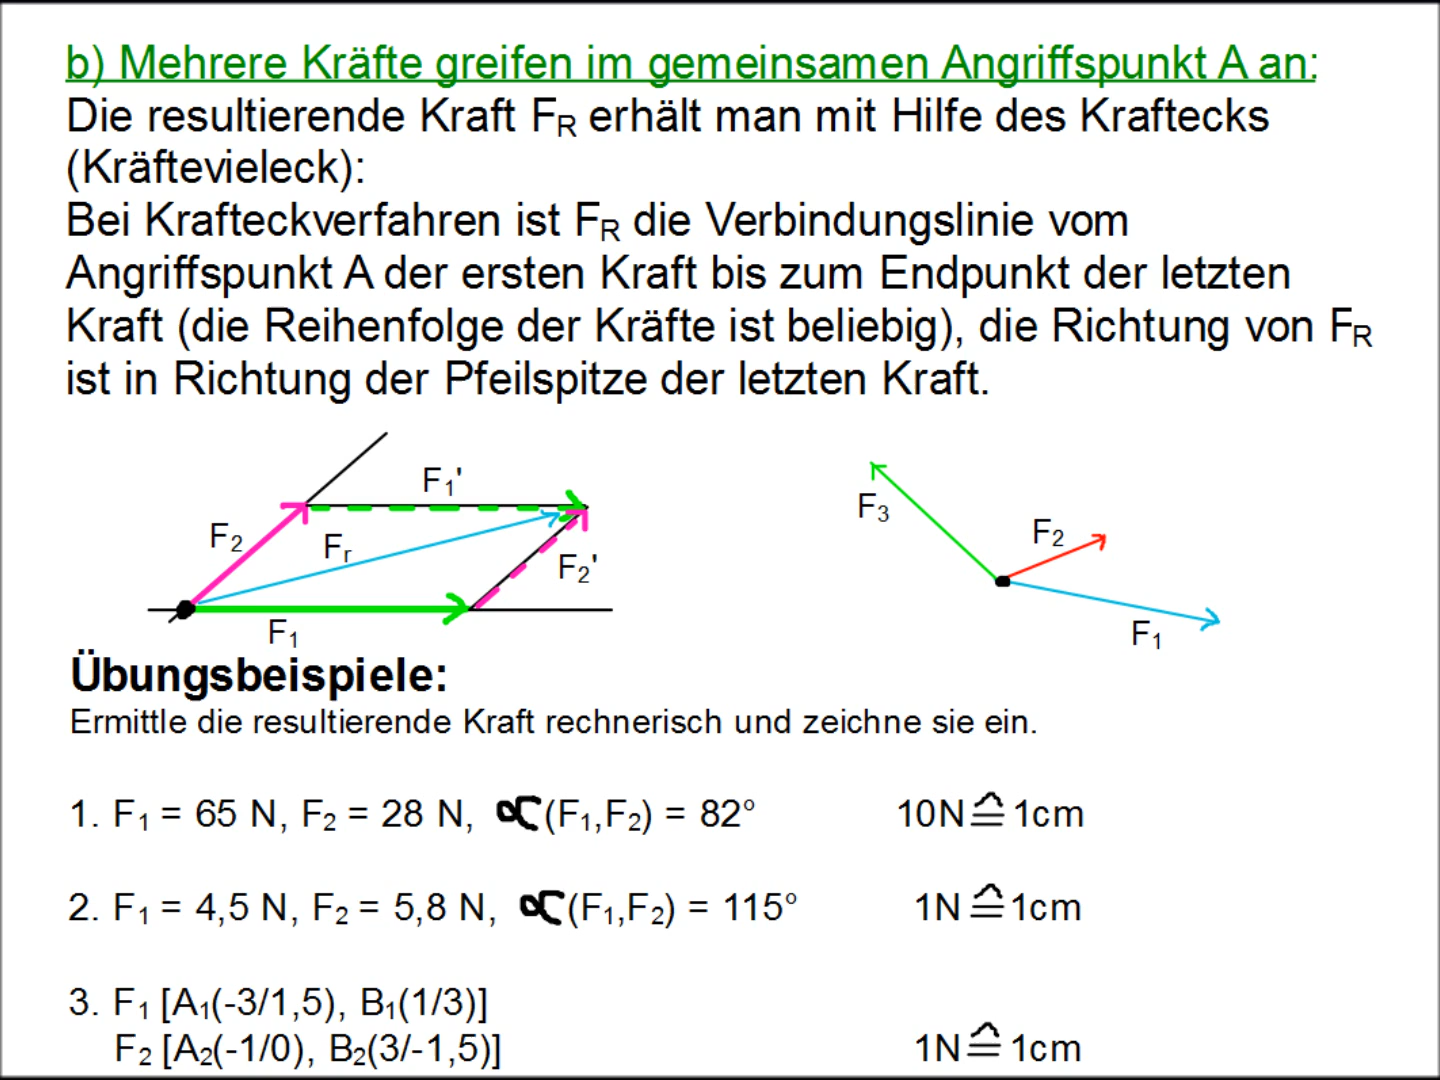 b) Mehrere Kräfte greifen im gemeinsamen Angriffspunkt A an:
Die resultierende Kraft F_R erhält man mit Hilfe des Kraftecks
(Kräftevieleck):
Bei Krafteckverfahren ist F_R die Verbindungslinie vom
Angriffspunkt A der ersten Kraft bis zum Endpunkt der letzten
Kraft (die Reihenfolge der Kräfte ist beliebig), die Richtung von F_R
ist in Richtung der Pfeilspitze der letzten Kraft.
F₁'
F₂
F_r
F₂'
F₁
F₃
F₂
F₁
Übungsbeispiele:
Ermittle die resultierende Kraft rechnerisch und zeichne sie ein.
1. F₁ = 65 N, F₂ = 28 N, ∝(F₁,F₂) = 82° 10N ≙ 1cm
2. F₁ = 4,5 N, F₂ = 5,8 N, ∝(F₁,F₂) = 115° 1N ≙ 1cm
3. F₁ [A₁(-3/1,5), B₁(1/3)]
F₂ [A₂(-1/0), B₂(3/-1,5)] 1N ≙ 1cm